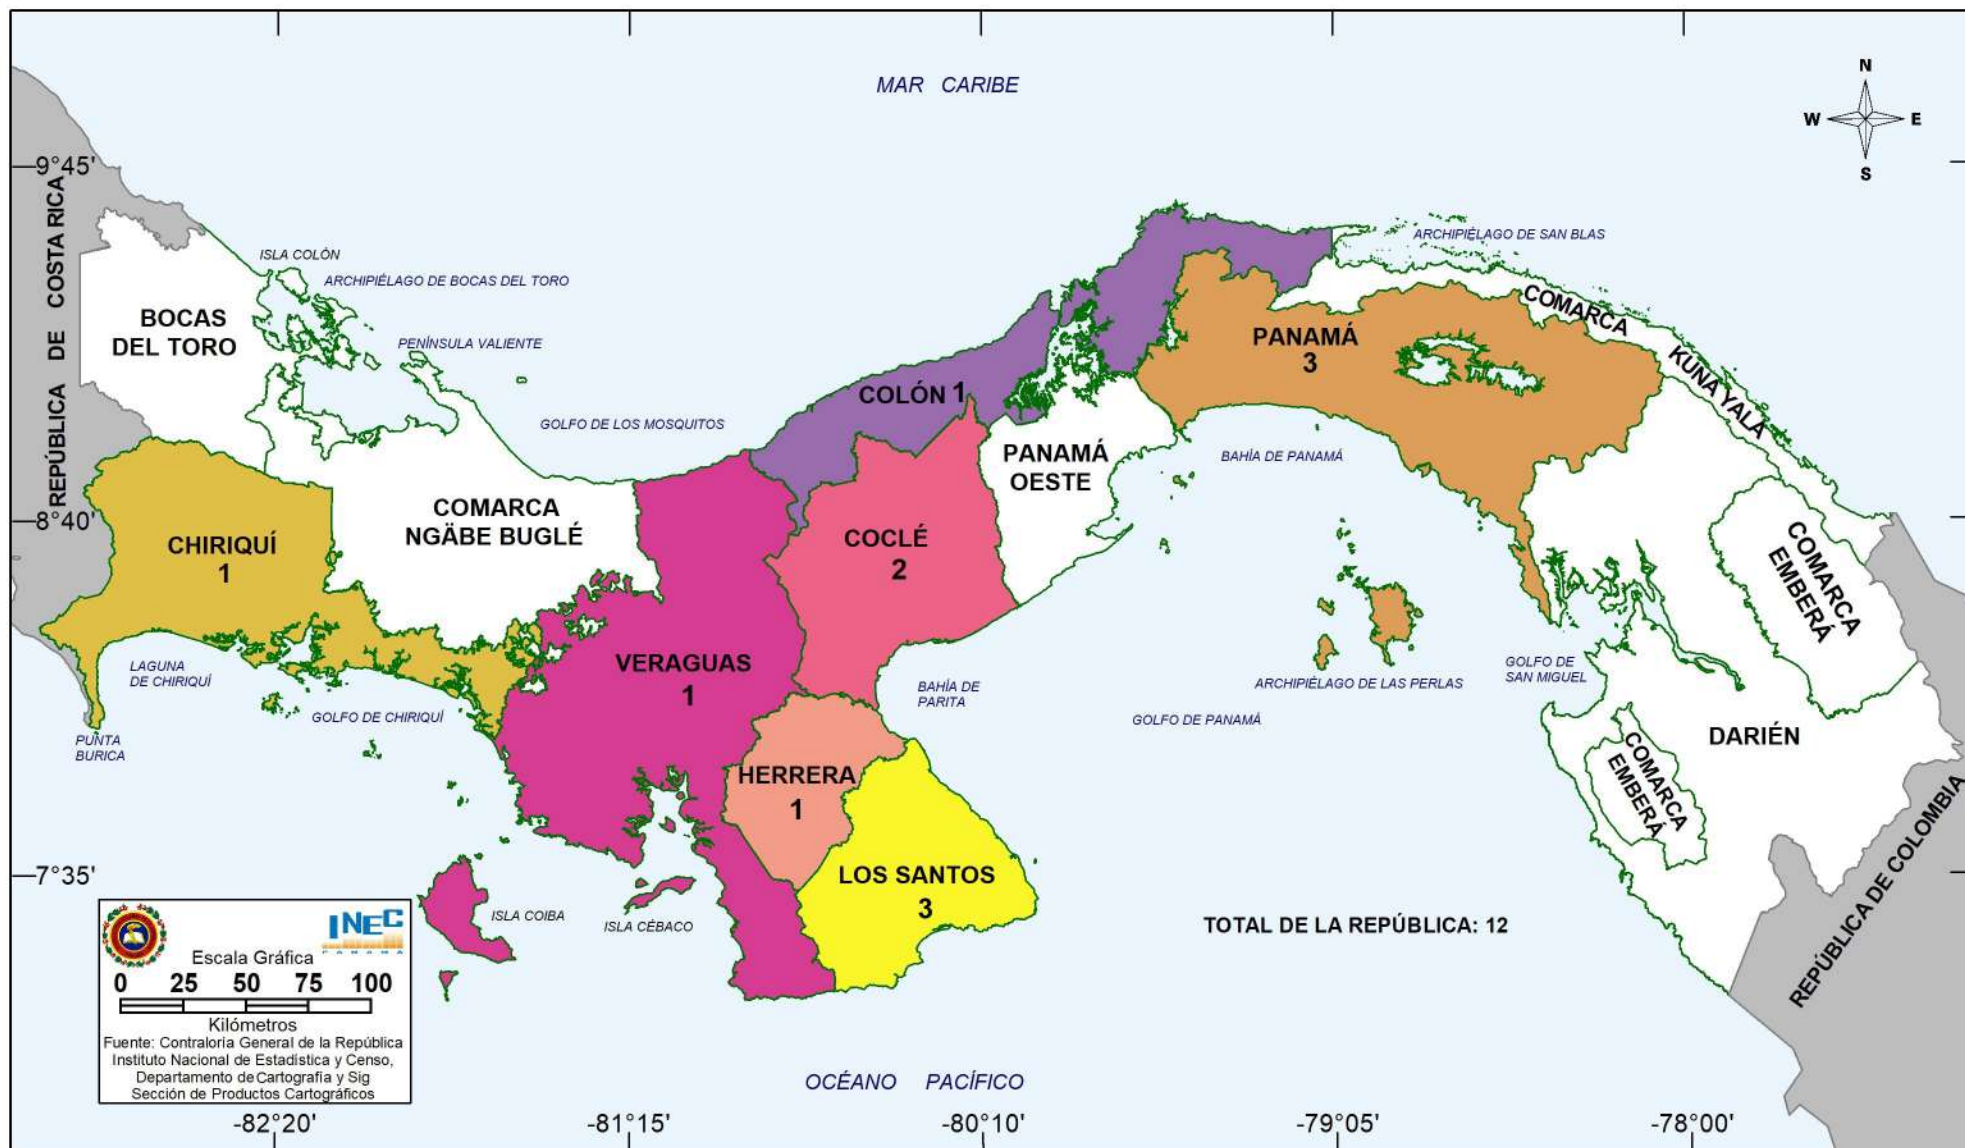 MAR CARIBE
N
W E
S
9°45'
REPÚBLICA DE COSTA RICA
ISLA COLÓN
ARCHIPIÉLAGO DE BOCAS DEL TORO
ARCHIPIÉLAGO DE SAN BLAS
BOCAS
DEL TORO
PENÍNSULA VALIENTE
COMARCA
KUNA YALA
PANAMÁ
3
COLÓN 1
GOLFO DE LOS MOSQUITOS
PANAMÁ
OESTE
BAHÍA DE PANAMÁ
8°40'
COMARCA
NGÄBE BUGLÉ
CHIRIQUÍ
1
COCLÉ
2
COMARCA
EMBERÁ
LAGUNA
DE CHIRIQUÍ
VERAGUAS
1
GOLFO DE
SAN MIGUEL
BAHÍA DE
PARITA
ARCHIPIÉLAGO DE LAS PERLAS
GOLFO DE CHIRIQUÍ
GOLFO DE PANAMÁ
PUNTA
BURICA
DARIÉN
COMARCA
EMBERÁ
HERRERA
1
REPÚBLICA DE COLOMBIA
7°35'
LOS SANTOS
3
ISLA COIBA
ISLA CÉBACO
TOTAL DE LA REPÚBLICA: 12
INEC
PANAMÁ
Escala Gráfica
0 25 50 75 100
Kilómetros
Fuente: Contraloría General de la República
Instituto Nacional de Estadística y Censo,
Departamento de Cartografía y Sig
Sección de Productos Cartográficos
OCÉANO PACÍFICO
-82°20' -81°15' -80°10' -79°05' -78°00'